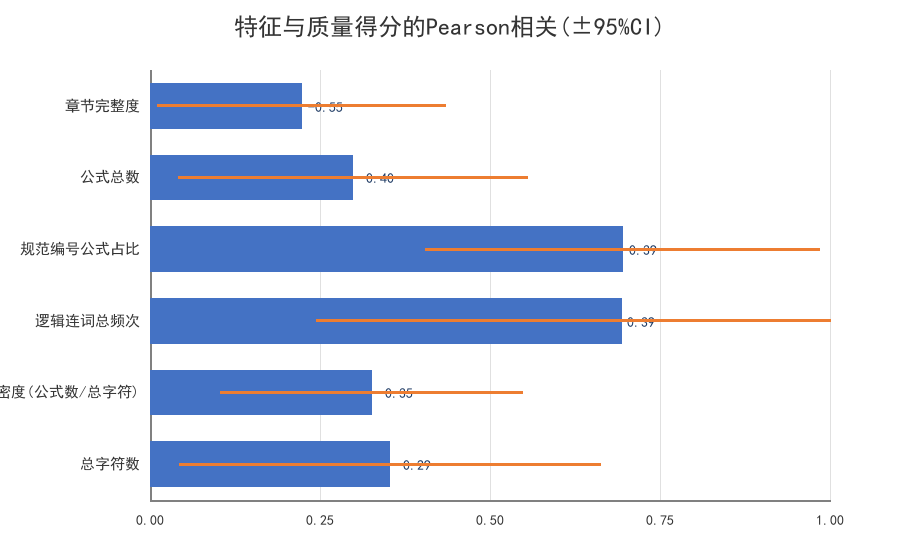 特征与质量得分的Pearson相关(±95%CI)
章节完整度
0.55
公式总数
0.40
规范编号公式占比
0.39
逻辑连词总频次
0.39
密度(公式数/总字符)
0.35
总字符数
0.29
0.00 0.25 0.50 0.75 1.00